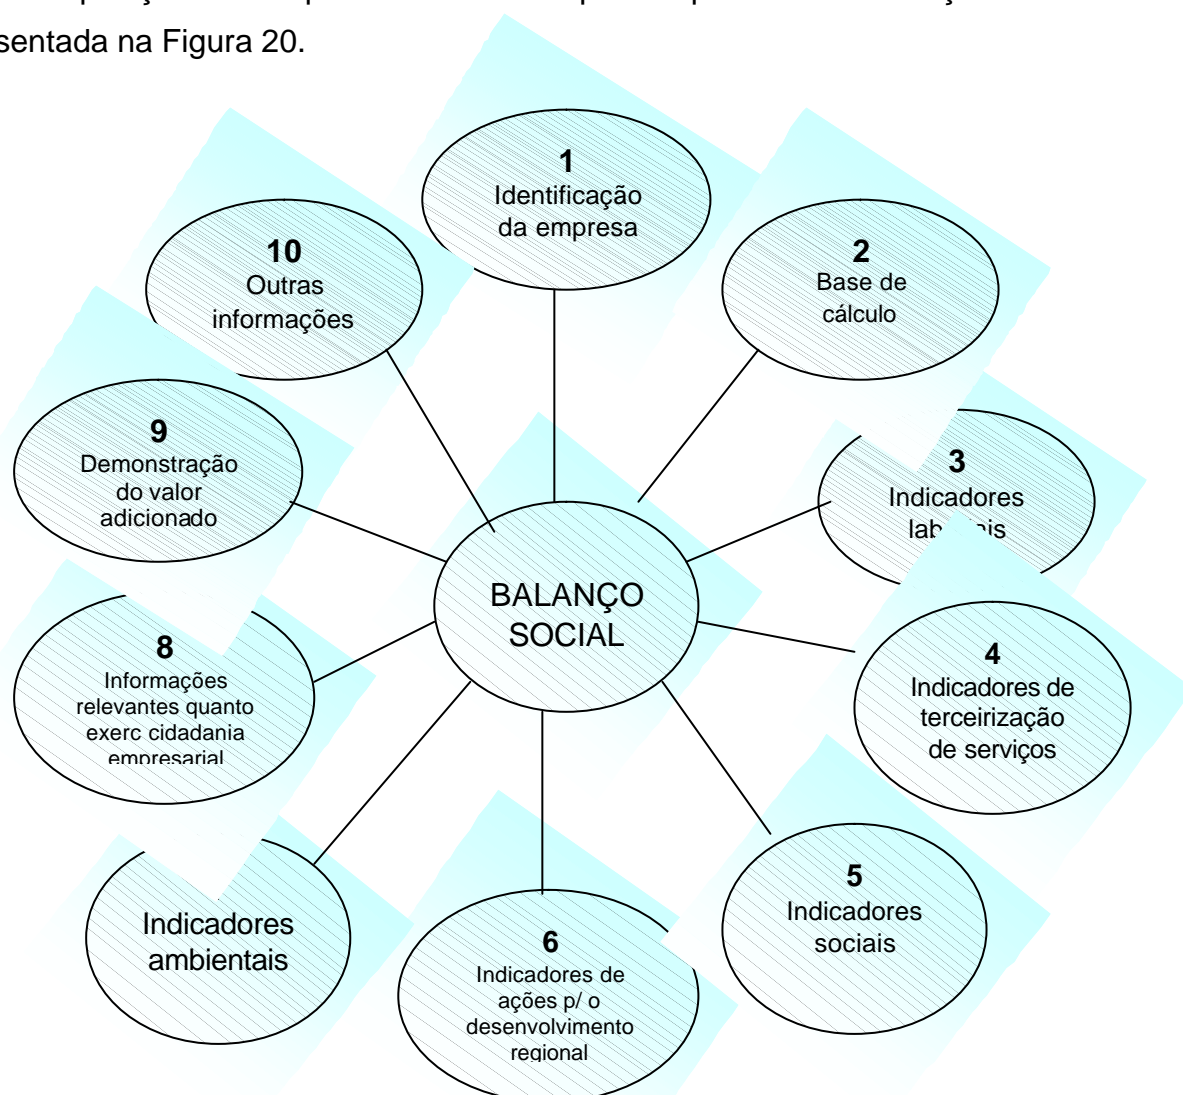 sentada na Figura 20.
1
Identificação
da empresa
2
Base de
cálculo
3
Indicadores
4
Indicadores de
terceirização
de serviços
5
Indicadores
sociais
6
Indicadores de
ações p/ o
desenvolvimento
regional
Indicadores
ambientais
8
Informações
relevantes quanto
exerc cidadania
empresarial
9
Demonstração
do valor
adicionado
10
Outras
informações
BALANÇO
SOCIAL